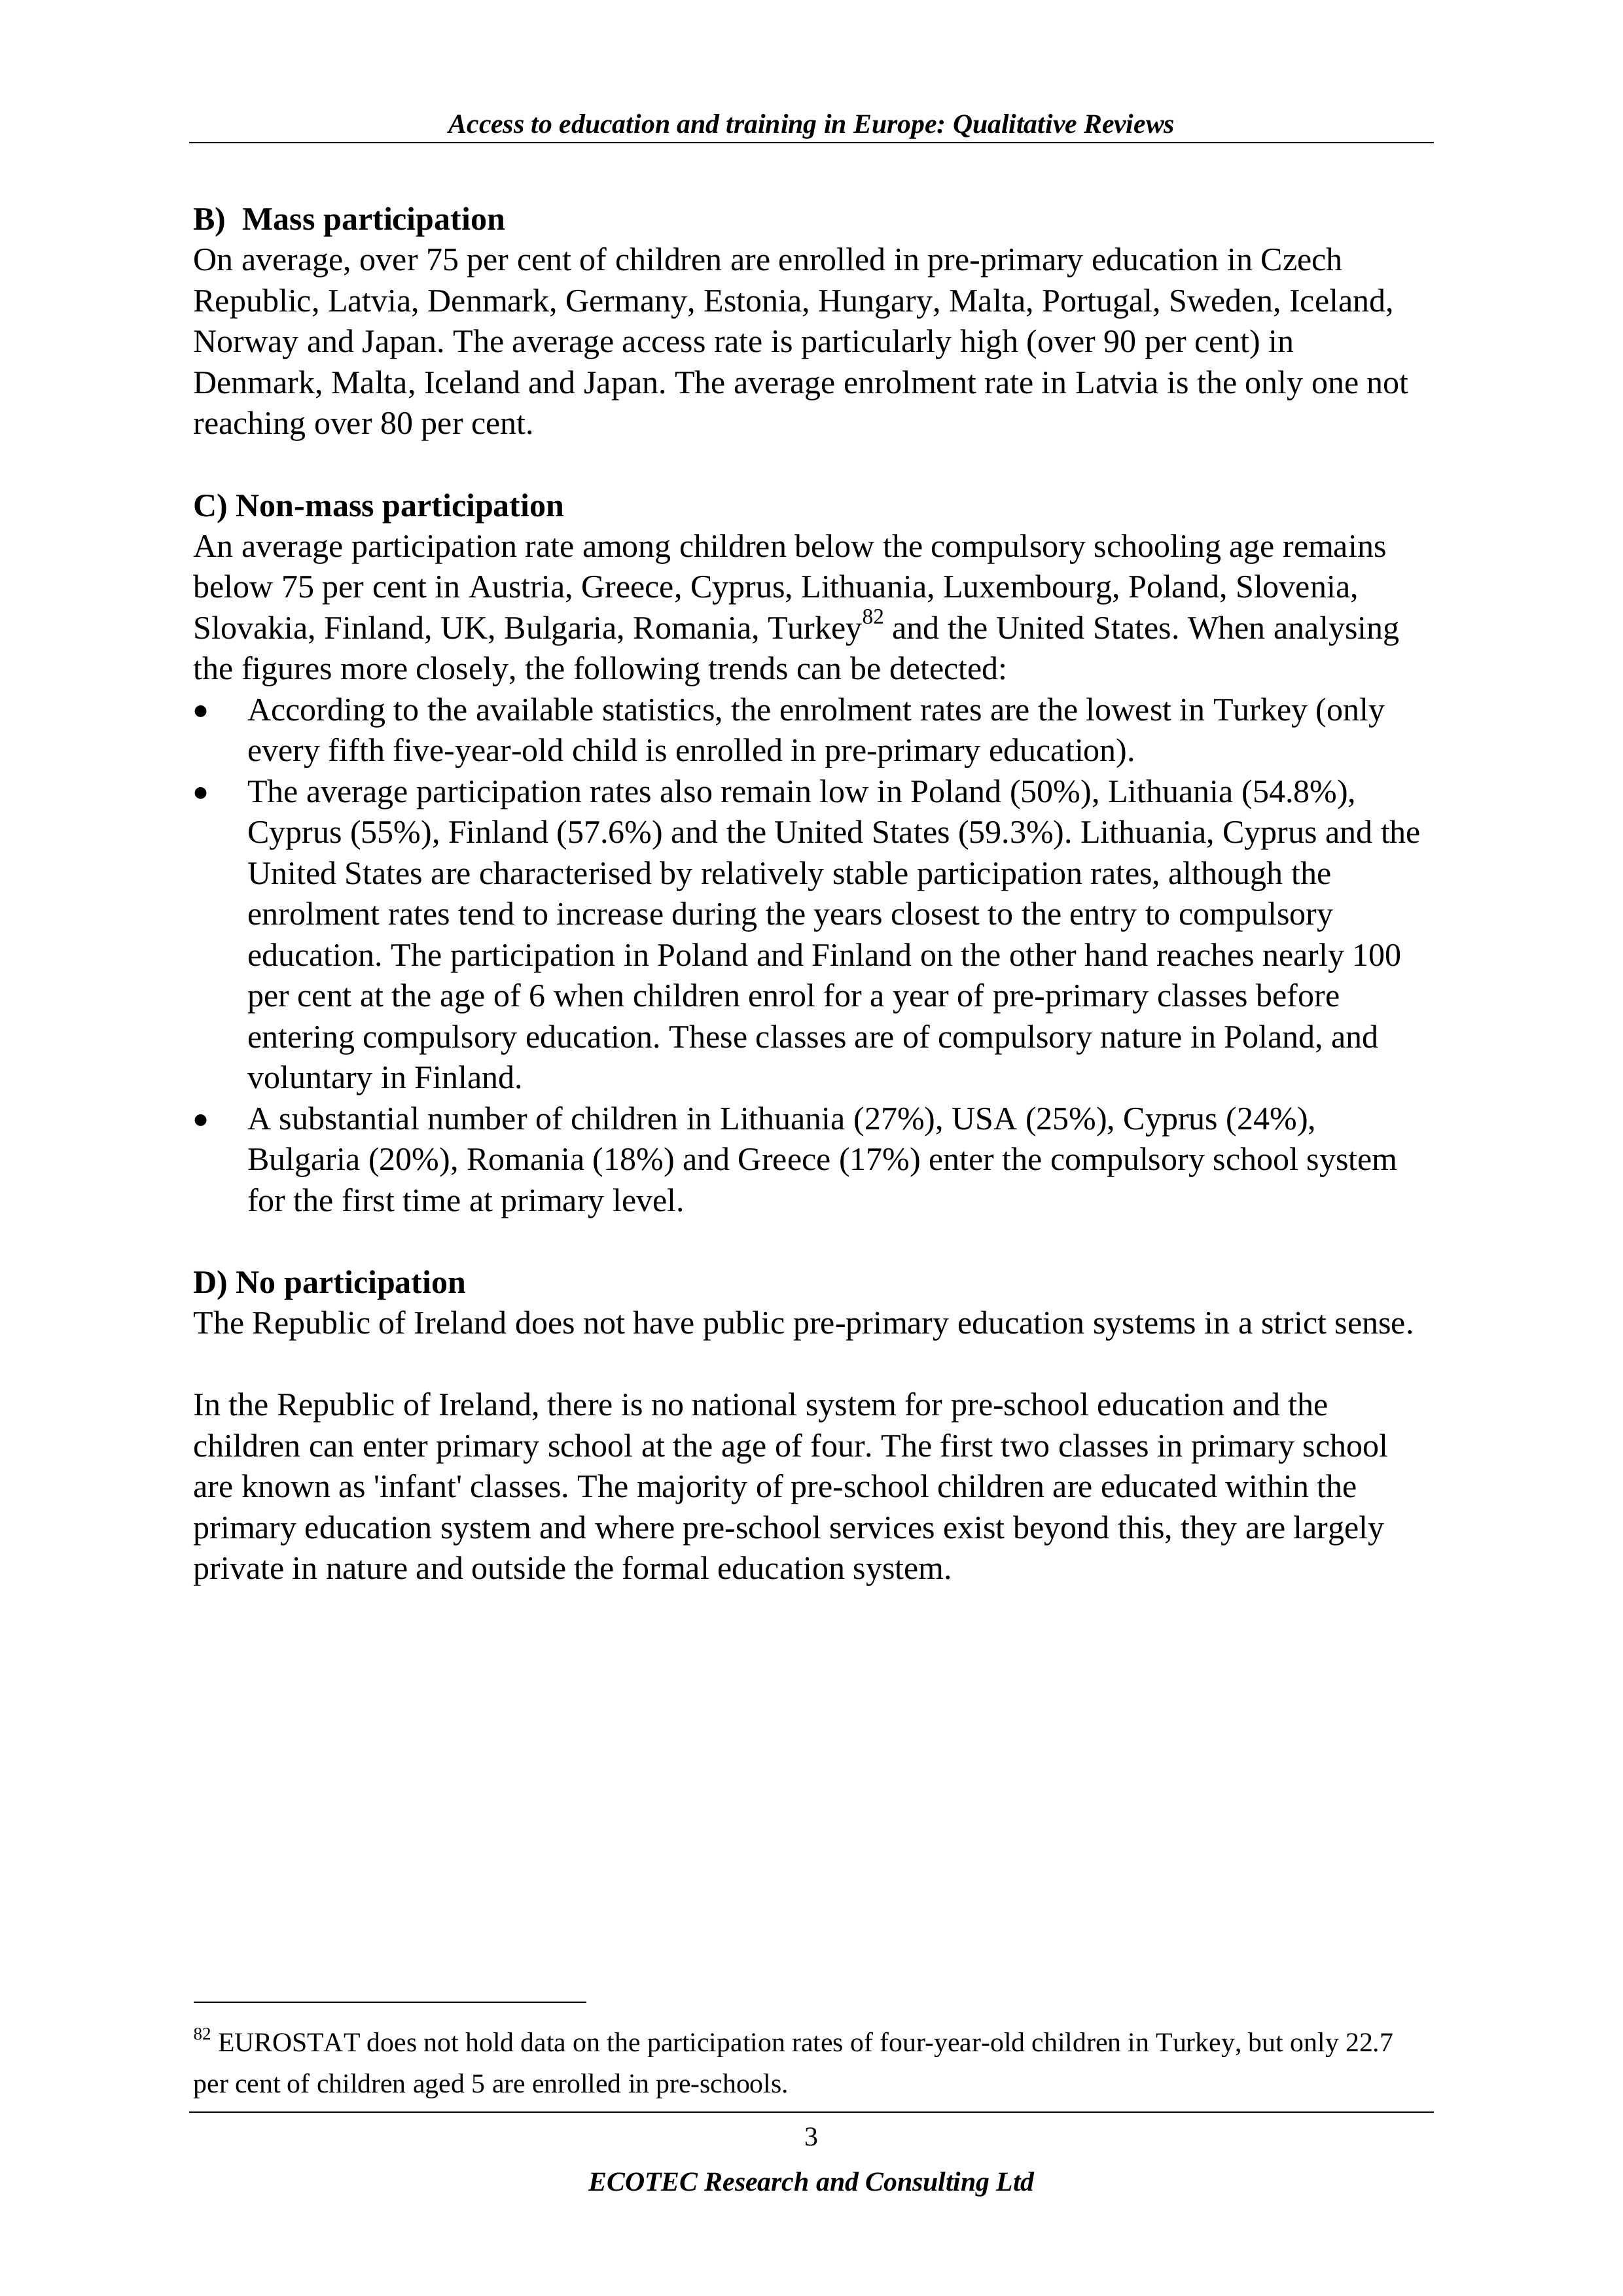 Access to education and training in Europe: Qualitative Reviews
B) Mass participation
On average, over 75 per cent of children are enrolled in pre-primary education in Czech
Republic, Latvia, Denmark, Germany, Estonia, Hungary, Malta, Portugal, Sweden, Iceland,
Norway and Japan. The average access rate is particularly high (over 90 per cent) in
Denmark, Malta, Iceland and Japan. The average enrolment rate in Latvia is the only one not
reaching over 80 per cent.
C) Non-mass participation
An average participation rate among children below the compulsory schooling age remains
below 75 per cent in Austria, Greece, Cyprus, Lithuania, Luxembourg, Poland, Slovenia,
Slovakia, Finland, UK, Bulgaria, Romania, Turkey82 and the United States. When analysing
the figures more closely, the following trends can be detected:
• According to the available statistics, the enrolment rates are the lowest in Turkey (only
every fifth five-year-old child is enrolled in pre-primary education).
• The average participation rates also remain low in Poland (50%), Lithuania (54.8%),
Cyprus (55%), Finland (57.6%) and the United States (59.3%). Lithuania, Cyprus and the
United States are characterised by relatively stable participation rates, although the
enrolment rates tend to increase during the years closest to the entry to compulsory
education. The participation in Poland and Finland on the other hand reaches nearly 100
per cent at the age of 6 when children enrol for a year of pre-primary classes before
entering compulsory education. These classes are of compulsory nature in Poland, and
voluntary in Finland.
• A substantial number of children in Lithuania (27%), USA (25%), Cyprus (24%),
Bulgaria (20%), Romania (18%) and Greece (17%) enter the compulsory school system
for the first time at primary level.
D) No participation
The Republic of Ireland does not have public pre-primary education systems in a strict sense.
In the Republic of Ireland, there is no national system for pre-school education and the
children can enter primary school at the age of four. The first two classes in primary school
are known as 'infant' classes. The majority of pre-school children are educated within the
primary education system and where pre-school services exist beyond this, they are largely
private in nature and outside the formal education system.
82 EUROSTAT does not hold data on the participation rates of four-year-old children in Turkey, but only 22.7
per cent of children aged 5 are enrolled in pre-schools.
3
ECOTEC Research and Consulting Ltd